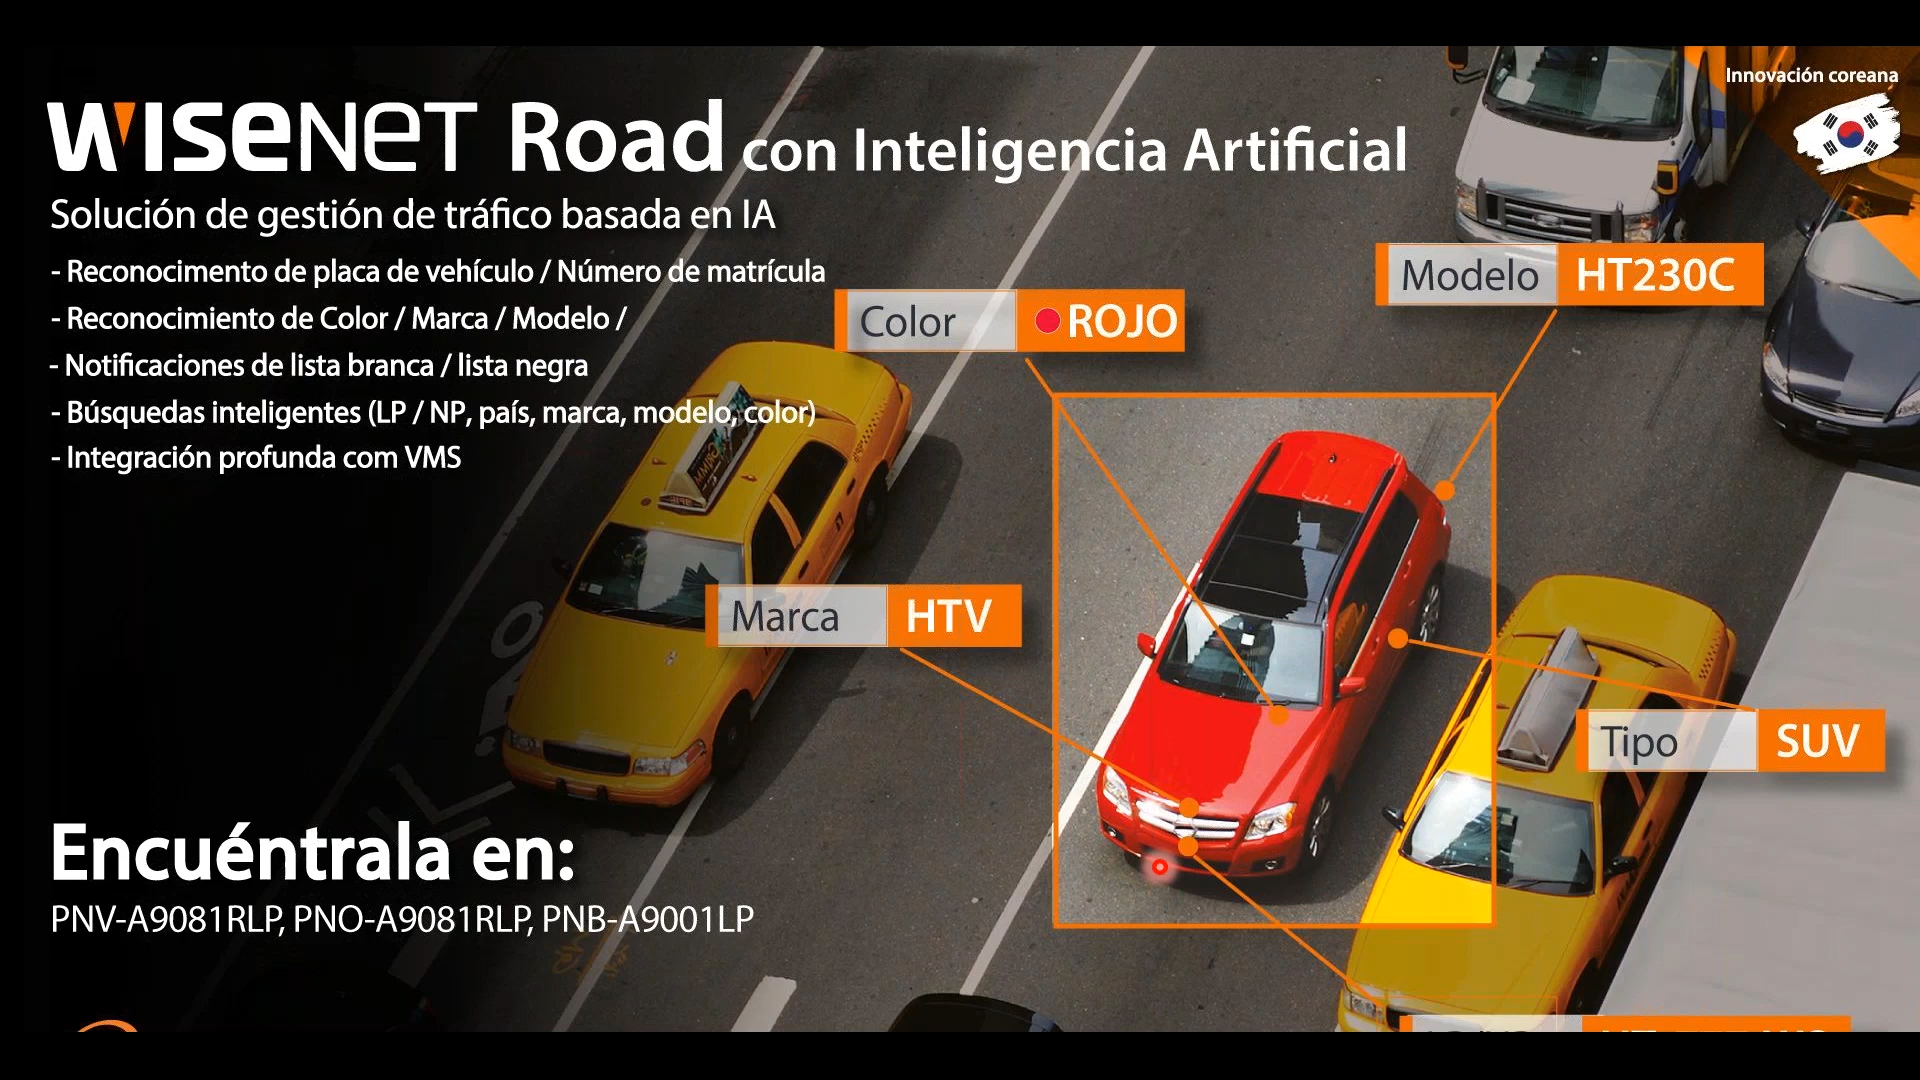 Innovación coreana
WISENET Road con Inteligencia Artificial
Solución de gestión de tráfico basada en IA
- Reconocimento de placa de vehículo / Número de matrícula
- Reconocimiento de Color / Marca / Modelo /
- Notificaciones de lista branca / lista negra
- Búsquedas inteligentes (LP / NP, país, marca, modelo, color)
- Integración profunda com VMS
Modelo HT230C
Color ROJO
Marca HTV
Tipo SUV
Encuéntrala en:
PNV-A9081RLP, PNO-A9081RLP, PNB-A9001LP